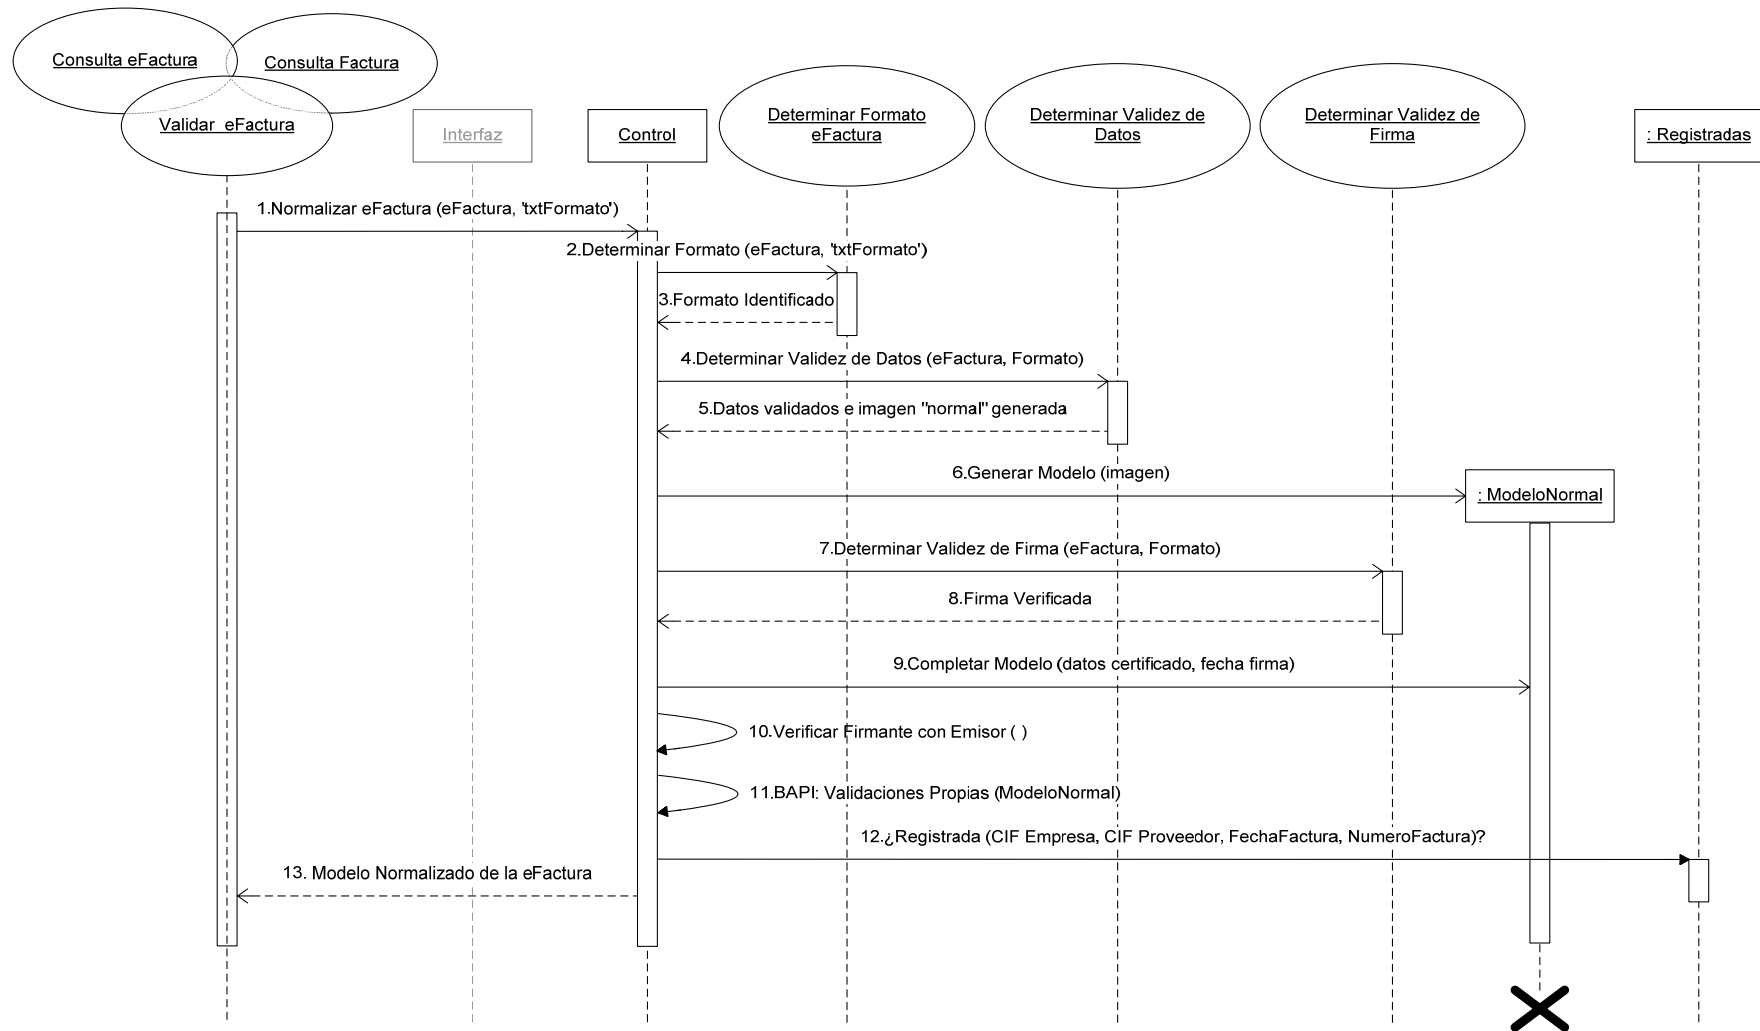 Consulta eFactura
Consulta Factura
Validar eFactura
Interfaz
Control
Determinar Formato
eFactura
Determinar Validez de
Datos
Determinar Validez de
Firma
: Registradas
1.Normalizar eFactura (eFactura, 'txtFormato')
2.Determinar Formato (eFactura, 'txtFormato')
3.Formato Identificado
4.Determinar Validez de Datos (eFactura, Formato)
5.Datos validados e imagen "normal" generada
6.Generar Modelo (imagen)
: ModeloNormal
7.Determinar Validez de Firma (eFactura, Formato)
8.Firma Verificada
9.Completar Modelo (datos certificado, fecha firma)
10.Verificar Firmante con Emisor ( )
11.BAPI: Validaciones Propias (ModeloNormal)
12.¿Registrada (CIF Empresa, CIF Proveedor, FechaFactura, NumeroFactura)?
13. Modelo Normalizado de la eFactura